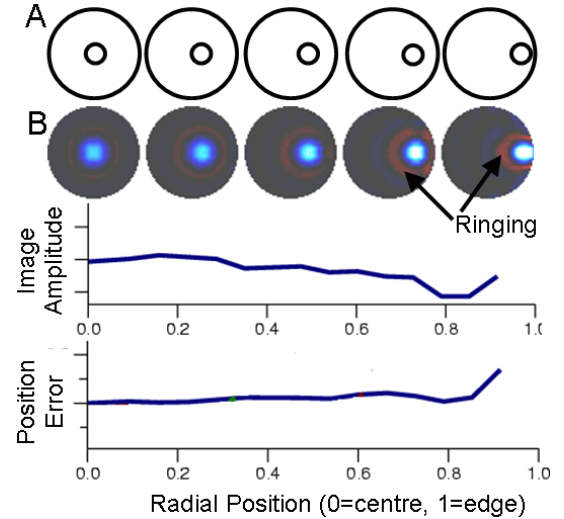 A
B
Ringing
Image
Amplitude
0.0 0.2 0.4 0.6 0.8 1.0
Position
Error
0.0 0.2 0.4 0.6 0.8 1.0
Radial Position (0=centre, 1=edge)